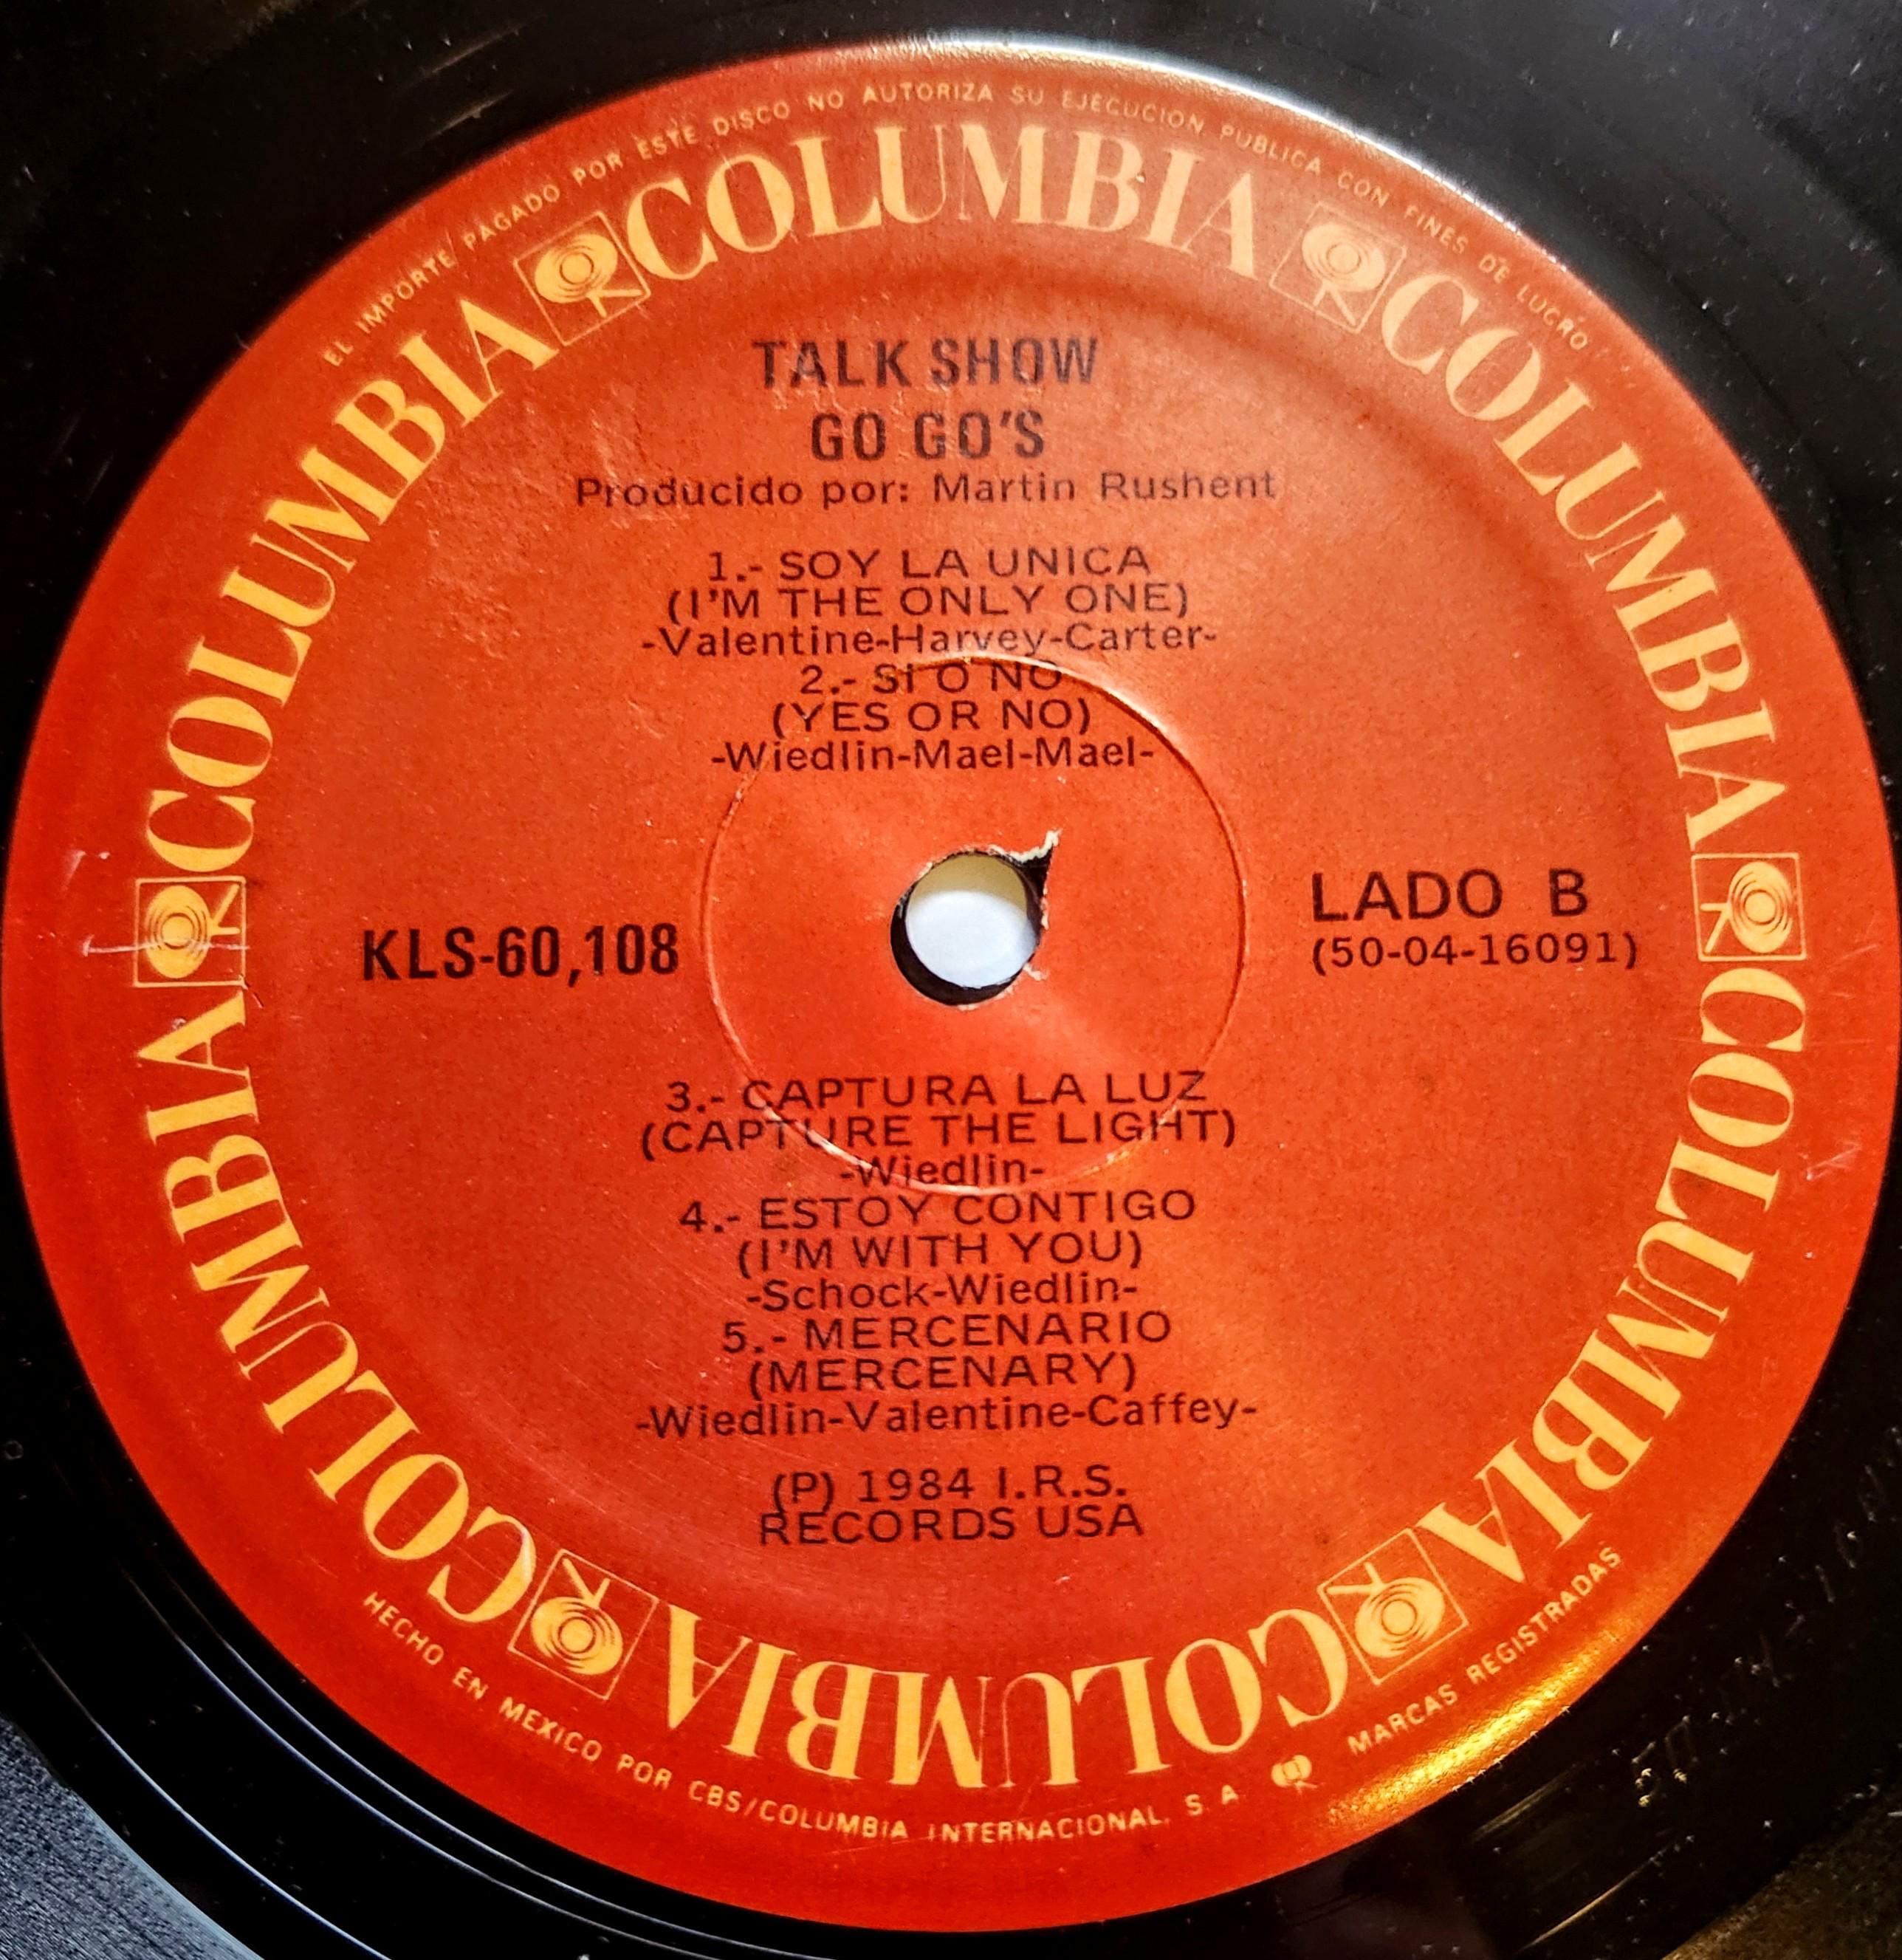 EL IMPORTE PAGADO POR ESTE DISCO NO AUTORIZA SU EJECUCION PUBLICA CON FINES DE LUCRO
COLUMBIA COLUMBIA COLUMBIA COLUMBIA COLUMBIA COLUMBIA
TALK SHOW
GO GO'S
Producido por: Martin Rushent
1.- SOY LA UNICA
(I'M THE ONLY ONE)
-Valentine-Harvey-Carter-
2.- SI O NO
(YES OR NO)
-Wiedlin-Mael-Mael-
KLS-60,108
LADO B
(50-04-16091)
3.- CAPTURA LA LUZ
(CAPTURE THE LIGHT)
-Wiedlin-
4.- ESTOY CONTIGO
(I'M WITH YOU)
-Schock-Wiedlin-
5.- MERCENARIO
(MERCENARY)
-Wiedlin-Valentine-Caffey-
(P) 1984 I.R.S.
RECORDS USA
HECHO EN MEXICO POR CBS/COLUMBIA INTERNACIONAL, S. A. MARCAS REGISTRADAS